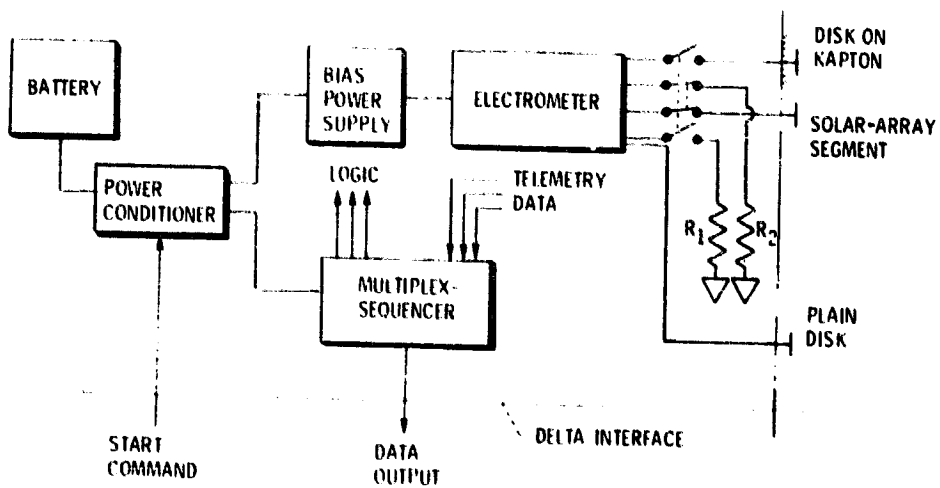 BATTERY
BIAS
POWER
SUPPLY
ELECTROMETER
DISK ON
KAPTON
SOLAR-ARRAY
SEGMENT
POWER
CONDITIONER
LOGIC
TELEMETRY
DATA
R1
R2
MULTIPLEX-
SEQUENCER
PLAIN
DISK
START
COMMAND
DATA
OUTPUT
DELTA INTERFACE